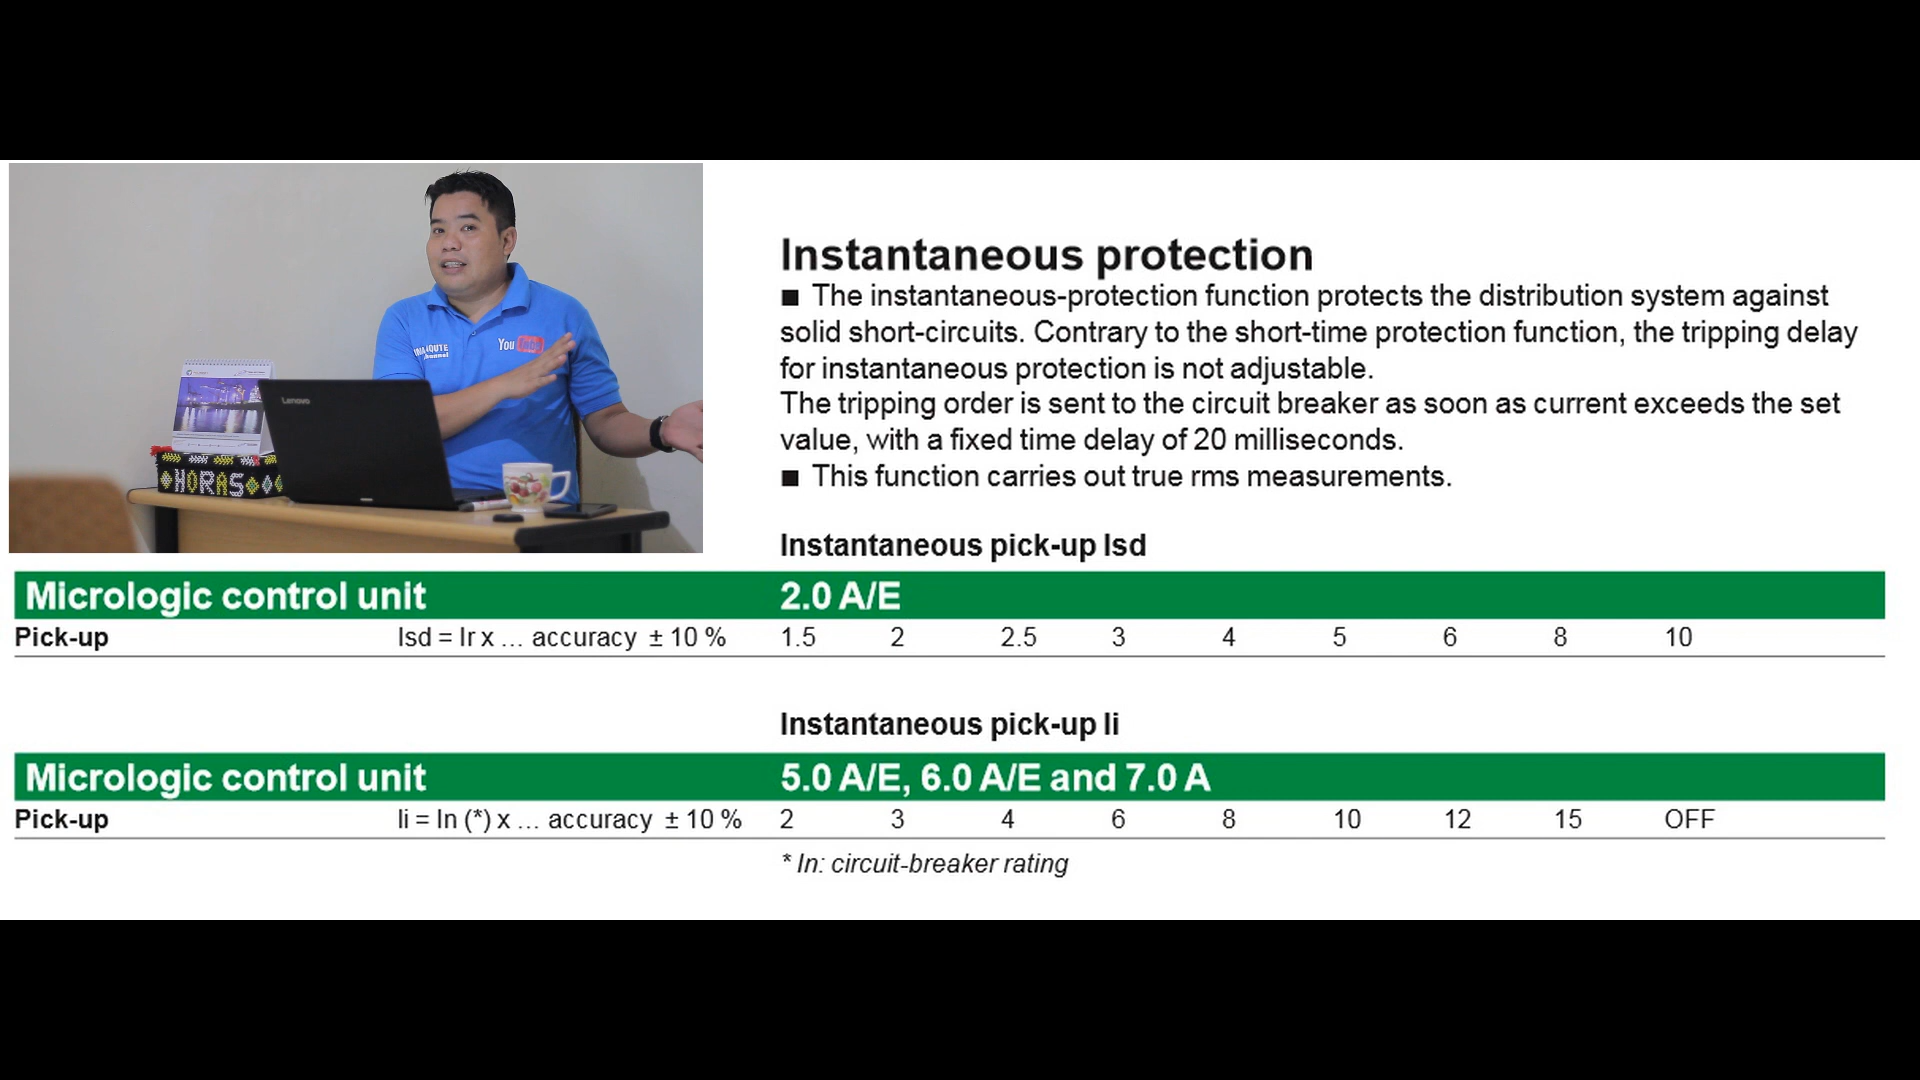 Instantaneous protection
■ The instantaneous-protection function protects the distribution system against
solid short-circuits. Contrary to the short-time protection function, the tripping delay
for instantaneous protection is not adjustable.
The tripping order is sent to the circuit breaker as soon as current exceeds the set
value, with a fixed time delay of 20 milliseconds.
■ This function carries out true rms measurements.
You
Lenovo
HORAS
Instantaneous pick-up Isd
Micrologic control unit 2.0 A/E
Pick-up Isd = Ir x … accuracy ± 10 % 1.5 2 2.5 3 4 5 6 8 10
Instantaneous pick-up Ii
Micrologic control unit 5.0 A/E, 6.0 A/E and 7.0 A
Pick-up Ii = In (*) x … accuracy ± 10 % 2 3 4 6 8 10 12 15 OFF
* In: circuit-breaker rating